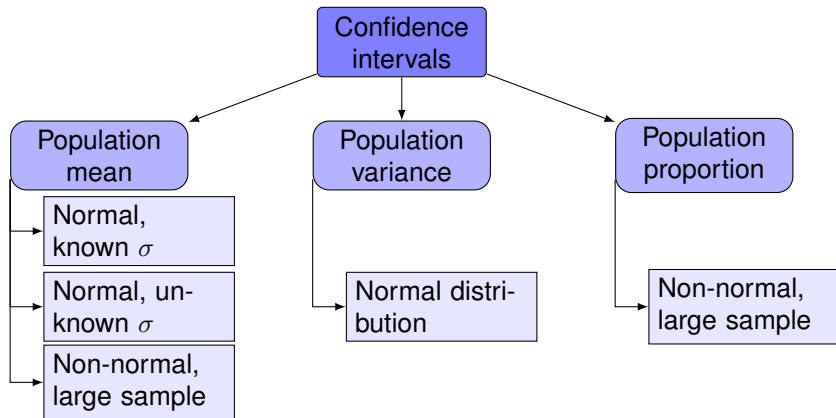 Confidence
intervals
Population
mean
Population
variance
Population
proportion
Normal,
known σ
Normal, un-
known σ
Non-normal,
large sample
Normal distri-
bution
Non-normal,
large sample